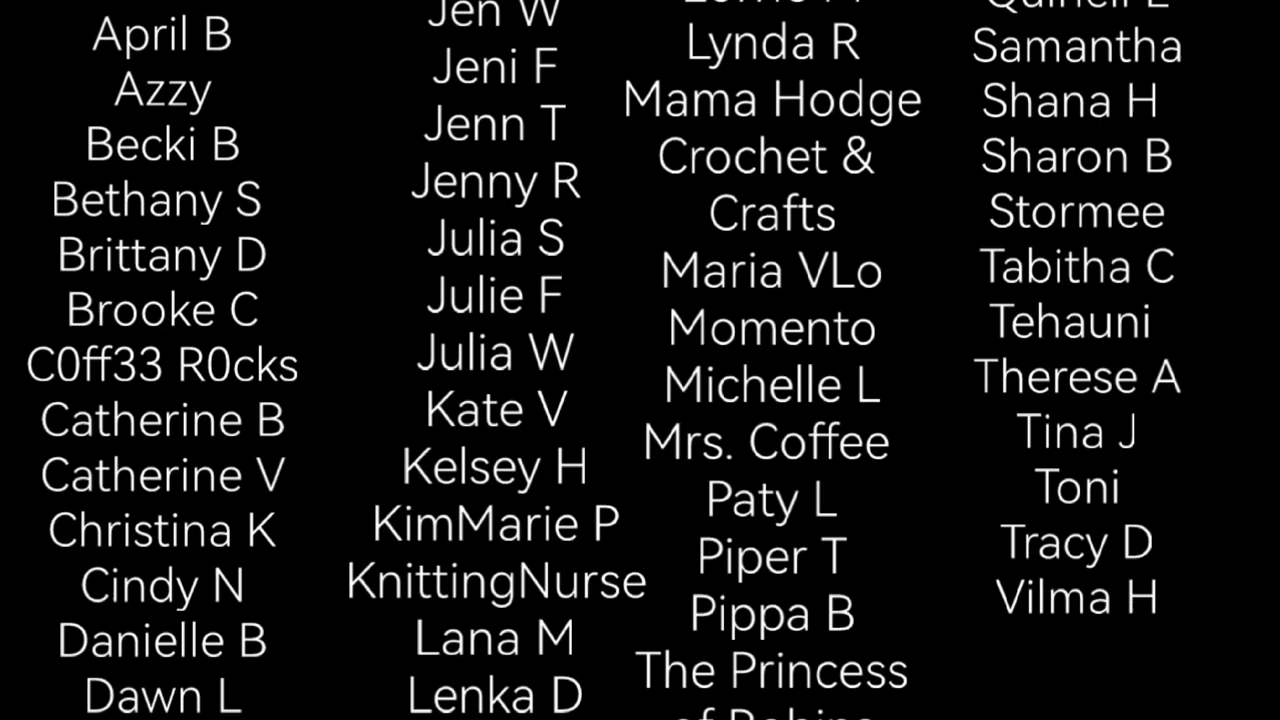 April B
Azzy
Becki B
Bethany S
Brittany D
Brooke C
C0ff33 R0cks
Catherine B
Catherine V
Christina K
Cindy N
Danielle B
Dawn L
Jen W
Jeni F
Jenn T
Jenny R
Julia S
Julie F
Julia W
Kate V
Kelsey H
KimMarie P
KnittingNurse
Lana M
Lenka D
Lynda R
Mama Hodge
Crochet &
Crafts
Maria VLo
Momento
Michelle L
Mrs. Coffee
Paty L
Piper T
Pippa B
The Princess
Samantha
Shana H
Sharon B
Stormee
Tabitha C
Tehauni
Therese A
Tina J
Toni
Tracy D
Vilma H